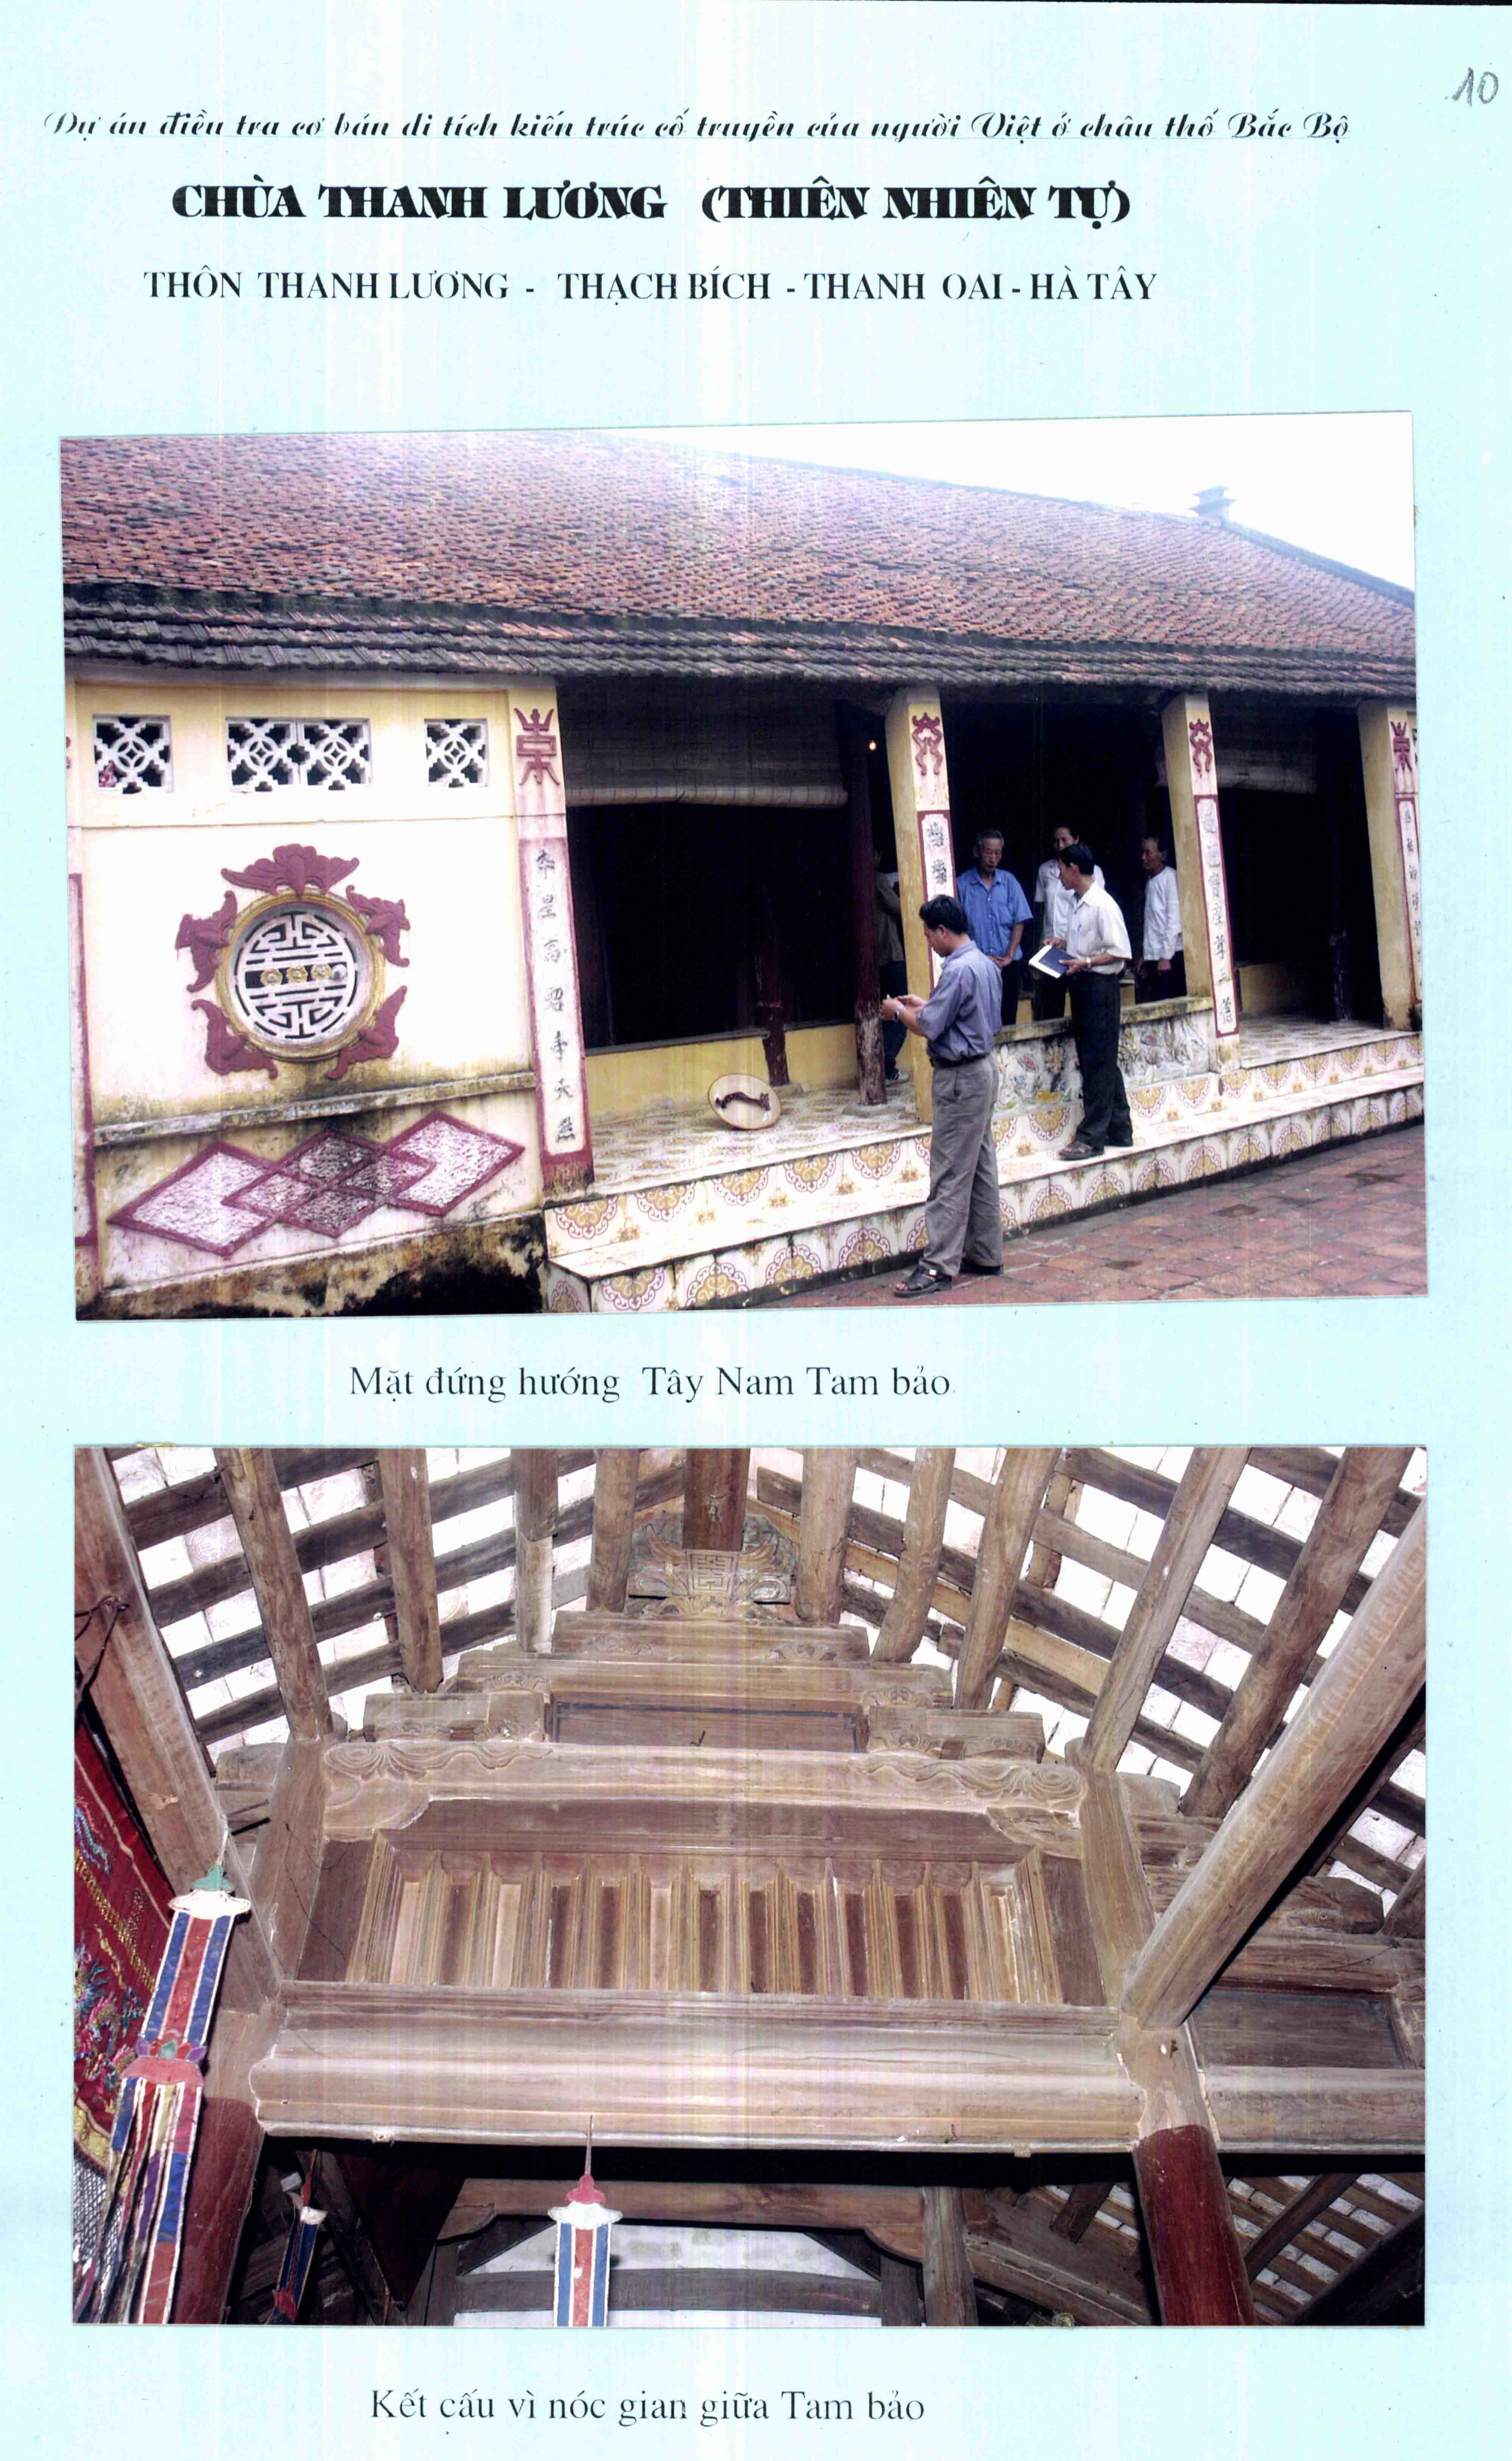 10
Dự án điều tra cơ bản di tích kiến trúc cổ truyền của người Việt ở châu thổ Bắc Bộ
CHÙA THANH LƯƠNG (THIÊN NHIÊN TỰ)
THÔN THANH LƯƠNG - THẠCH BÍCH - THANH OAI - HÀ TÂY
高
天
Mặt đứng hướng Tây Nam Tam bảo
Kết cấu vì nóc gian giữa Tam bảo